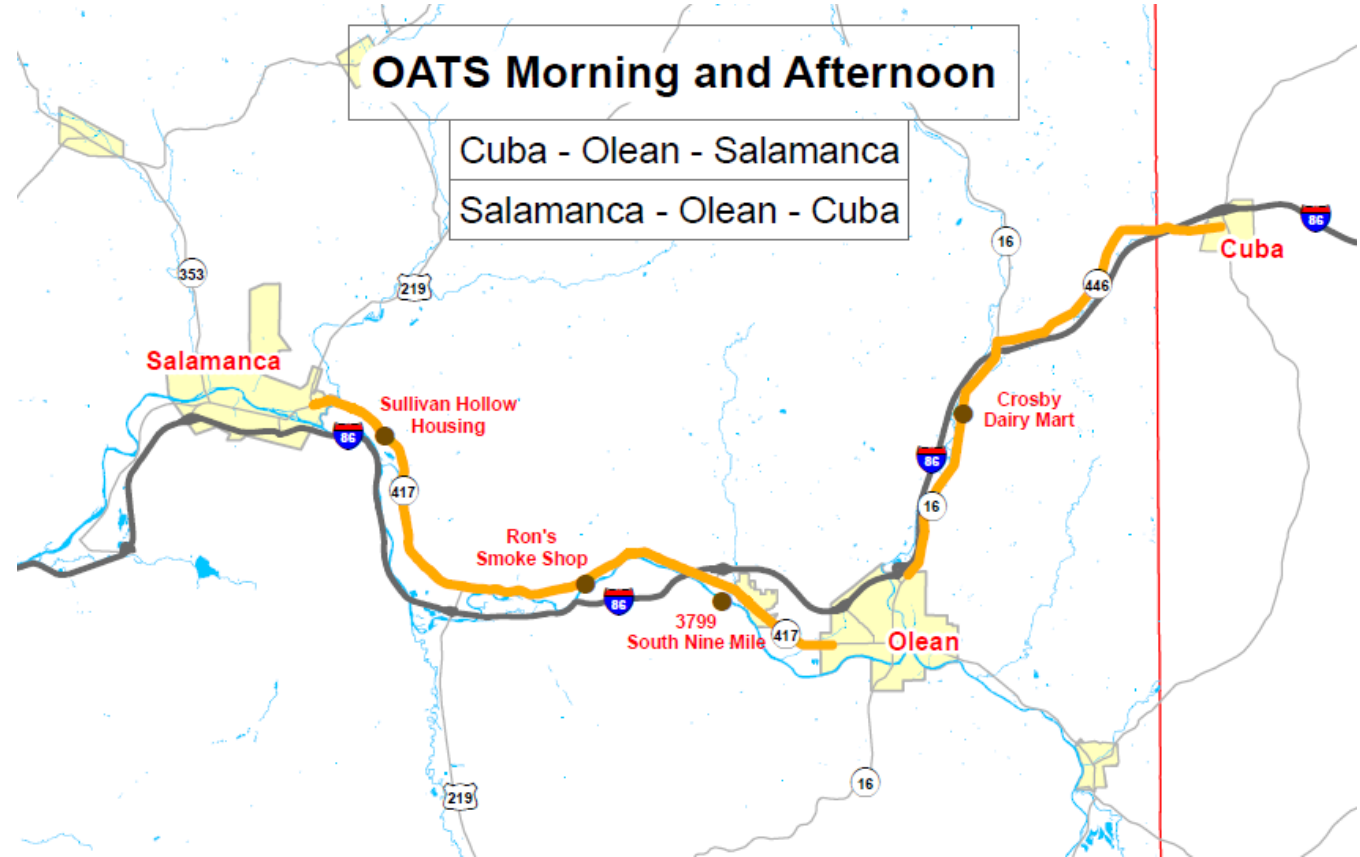 OATS Morning and Afternoon
Cuba - Olean - Salamanca
Salamanca - Olean - Cuba
86
Cuba
16
353
219
446
Salamanca
Sullivan Hollow
Housing
Crosby
Dairy Mart
86
86
417
16
Ron's
Smoke Shop
86
3799
South Nine Mile
417
Olean
16
219